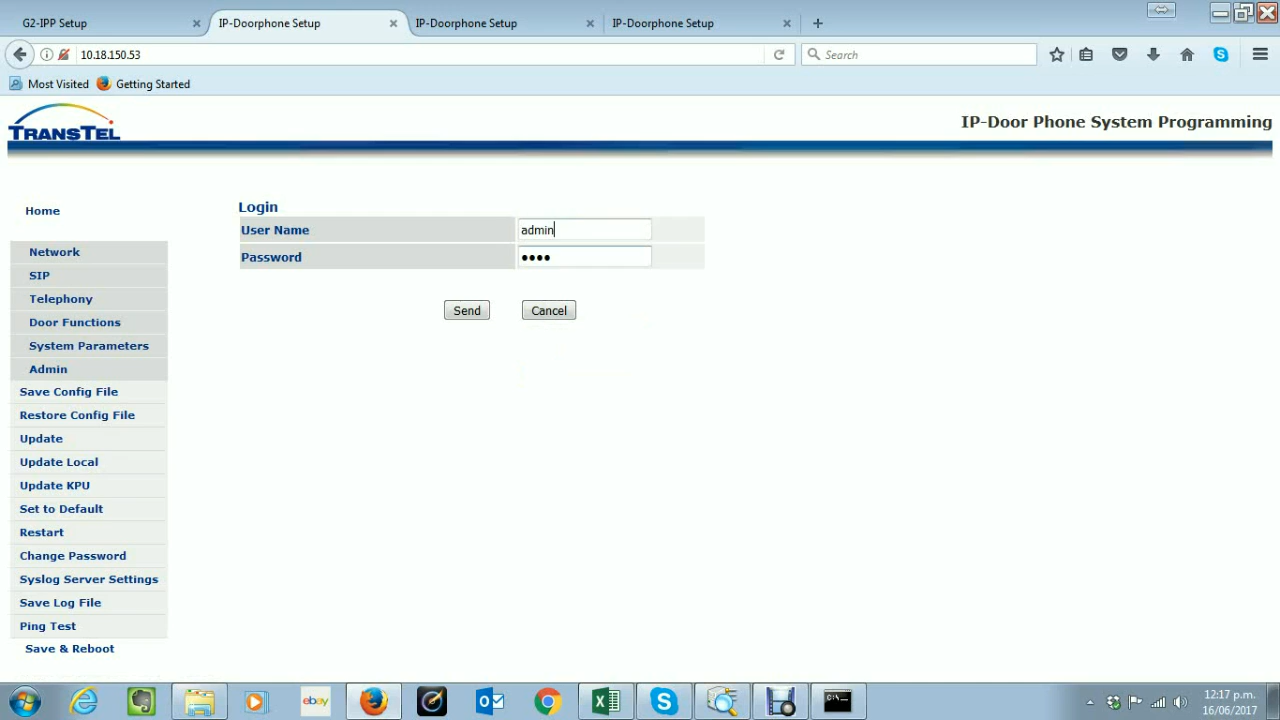 G2-IPP Setup
IP-Doorphone Setup
IP-Doorphone Setup
IP-Doorphone Setup
10.18.150.53
Search
Most Visited
Getting Started
TRANSTEL
IP-Door Phone System Programming
Home
Network
SIP
Telephony
Door Functions
System Parameters
Admin
Save Config File
Restore Config File
Update
Update Local
Update KPU
Set to Default
Restart
Change Password
Syslog Server Settings
Save Log File
Ping Test
Save & Reboot
Login
User Name
admin
Password
••••
Send
Cancel
ebay
12:17 p.m.
16/06/2017